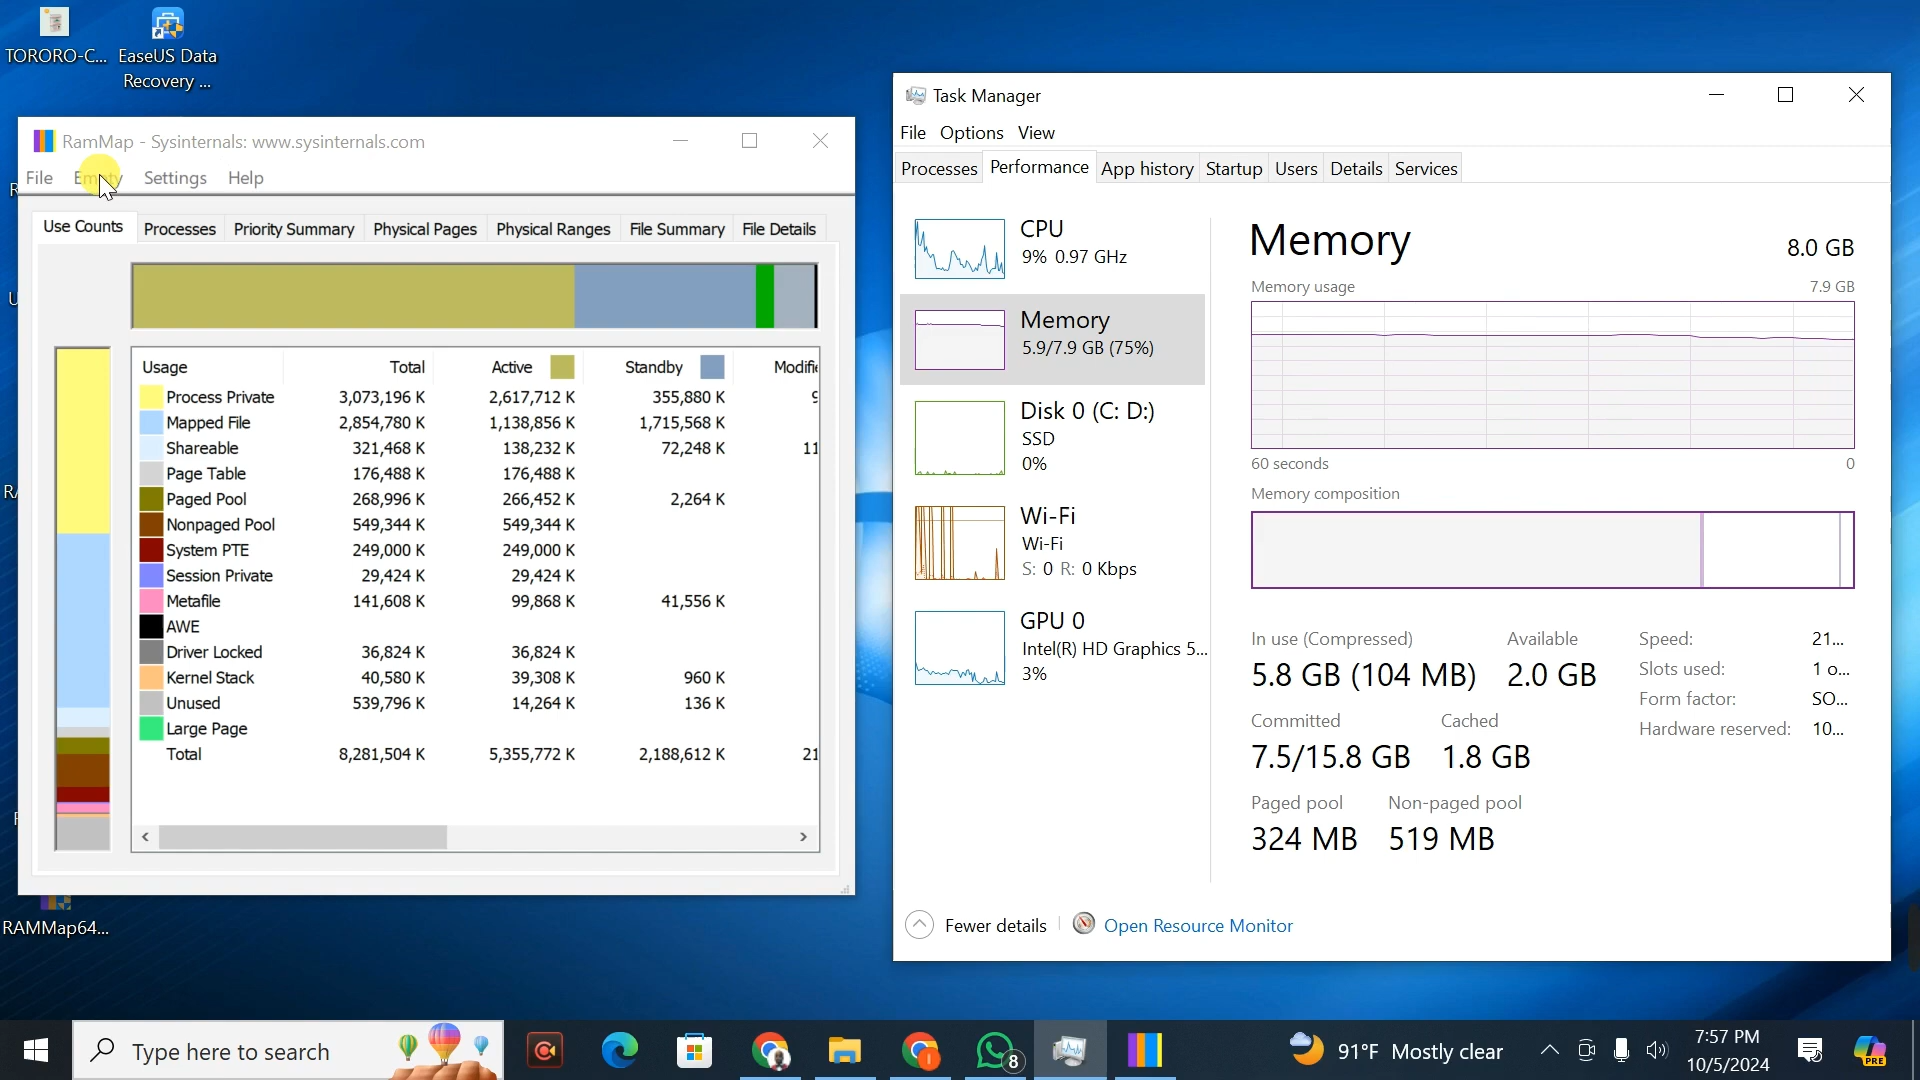 TORORO-C...
EaseUS Data
Recovery ...
RamMap - Sysinternals: www.sysinternals.com
File Empty Settings Help
Use Counts Processes Priority Summary Physical Pages Physical Ranges File Summary File Details
Usage Total Active Standby Modifi
Process Private 3,073,196 K 2,617,712 K 355,880 K
Mapped File 2,854,780 K 1,138,856 K 1,715,568 K
Shareable 321,468 K 138,232 K 72,248 K 11
Page Table 176,488 K 176,488 K
Paged Pool 268,996 K 266,452 K 2,264 K
Nonpaged Pool 549,344 K 549,344 K
System PTE 249,000 K 249,000 K
Session Private 29,424 K 29,424 K
Metafile 141,608 K 99,868 K 41,556 K
AWE
Driver Locked 36,824 K 36,824 K
Kernel Stack 40,580 K 39,308 K 960 K
Unused 539,796 K 14,264 K 136 K
Large Page
Total 8,281,504 K 5,355,772 K 2,188,612 K 21
RAMMap64...
Task Manager
File Options View
Processes Performance App history Startup Users Details Services
CPU
9% 0.97 GHz
Memory
5.9/7.9 GB (75%)
Disk 0 (C: D:)
SSD
0%
Wi-Fi
Wi-Fi
S: 0 R: 0 Kbps
GPU 0
Intel(R) HD Graphics 5...
3%
Memory 8.0 GB
Memory usage 7.9 GB
60 seconds 0
Memory composition
In use (Compressed) Available
5.8 GB (104 MB) 2.0 GB
Committed Cached
7.5/15.8 GB 1.8 GB
Paged pool Non-paged pool
324 MB 519 MB
Speed: 21...
Slots used: 1 o...
Form factor: SO...
Hardware reserved: 10...
Fewer details Open Resource Monitor
Type here to search
8
91°F Mostly clear
7:57 PM
10/5/2024
PRE